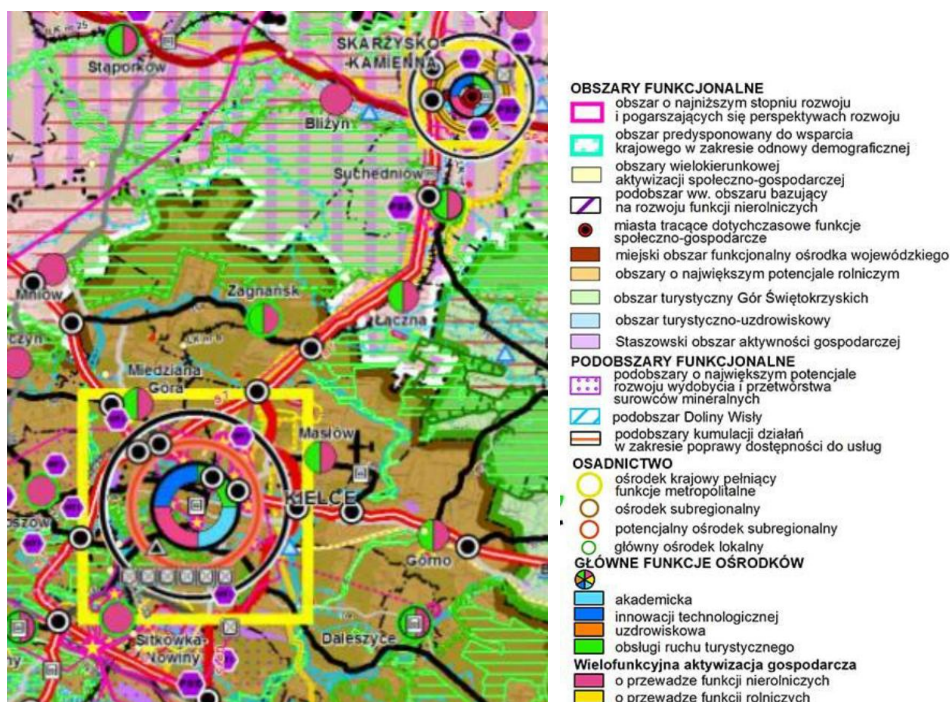 LK nr 25
Stąporków
SKARŻYSKO-
-KAMIENNA
Bliżyn
Suchedniów
Mniów
Zagnańsk
Łączna
Miedziana
Góra
Masłów
KIELCE
Górno
Sitkówka-
-Nowiny
Daleszyce
OBSZARY FUNKCJONALNE
obszar o najniższym stopniu rozwoju
i pogarszających się perspektywach rozwoju
obszar predysponowany do wsparcia
krajowego w zakresie odnowy demograficznej
obszary wielokierunkowej
aktywizacji społeczno-gospodarczej
podobszar ww. obszaru bazujący
na rozwoju funkcji nierolniczych
miasta tracące dotychczasowe funkcje
społeczno-gospodarcze
miejski obszar funkcjonalny ośrodka wojewódzkiego
obszary o największym potencjale rolniczym
obszar turystyczny Gór Świętokrzyskich
obszar turystyczno-uzdrowiskowy
Staszowski obszar aktywności gospodarczej
PODOBSZARY FUNKCJONALNE
podobszary o największym potencjale
rozwoju wydobycia i przetwórstwa
surowców mineralnych
podobszar Doliny Wisły
podobszary kumulacji działań
w zakresie poprawy dostępności do usług
OSADNICTWO
ośrodek krajowy pełniący
funkcje metropolitalne
ośrodek subregionalny
potencjalny ośrodek subregionalny
główny ośrodek lokalny
GŁÓWNE FUNKCJE OŚRODKÓW
akademicka
innowacji technologicznej
uzdrowiskowa
obsługi ruchu turystycznego
Wielofunkcyjna aktywizacja gospodarcza
o przewadze funkcji nierolniczych
o przewadze funkcji rolniczych